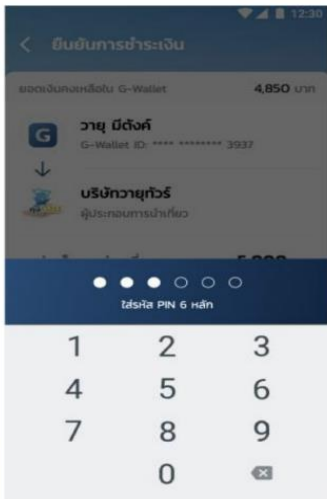 12:30
ยืนยันการชำระเงิน
ยอดเงินคงเหลือใน G-Wallet 4,850 บาท
G วายุ มีตังค์
G-Wallet ID: **** ******** 3937
บริษัทวายุทัวร์
ผู้ประกอบการนำเที่ยว
ใส่รหัส PIN 6 หลัก
1 2 3
4 5 6
7 8 9
0